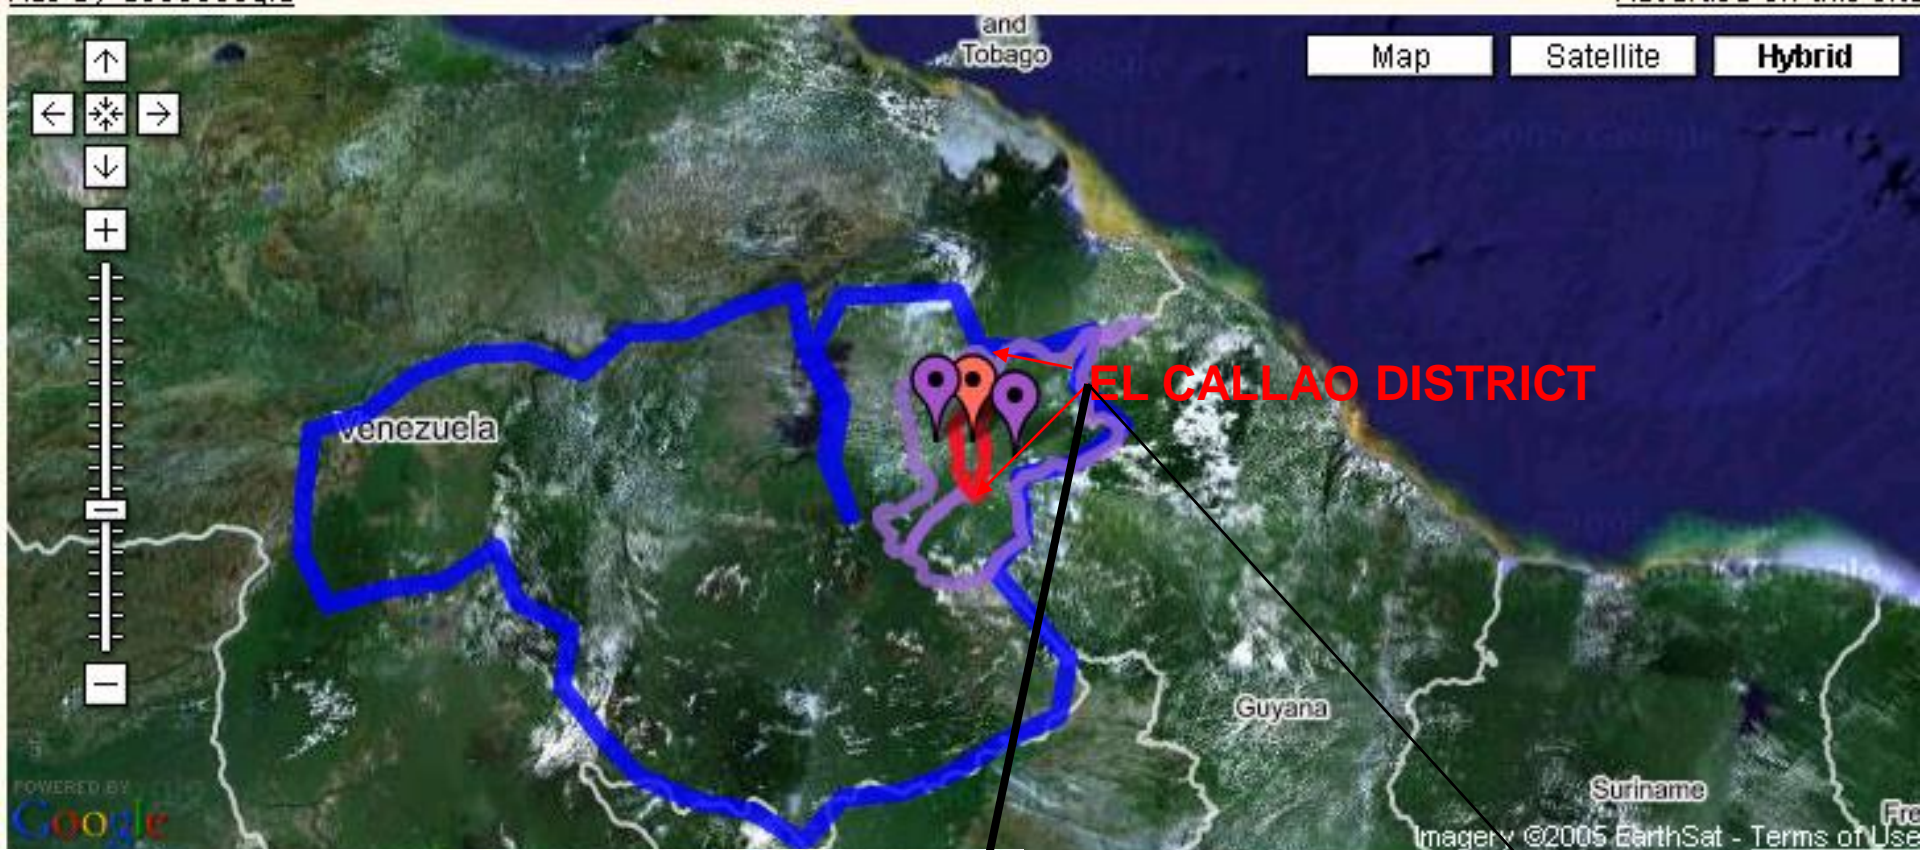 and
Tobago
Map
Satellite
Hybrid
EL CALLAO DISTRICT
Venezuela
Guyana
Suriname
POWERED BY
Google
Imagery ©2005 EarthSat - Terms of Use